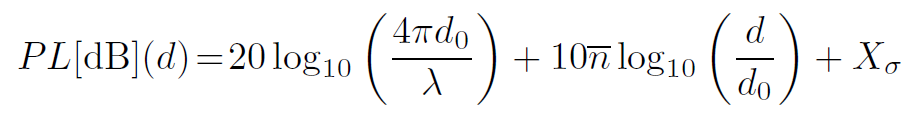 PL[dB](d)=20 log₁₀ (4πd₀/λ) + 10n̅ log₁₀ (d/d₀) + X_σ